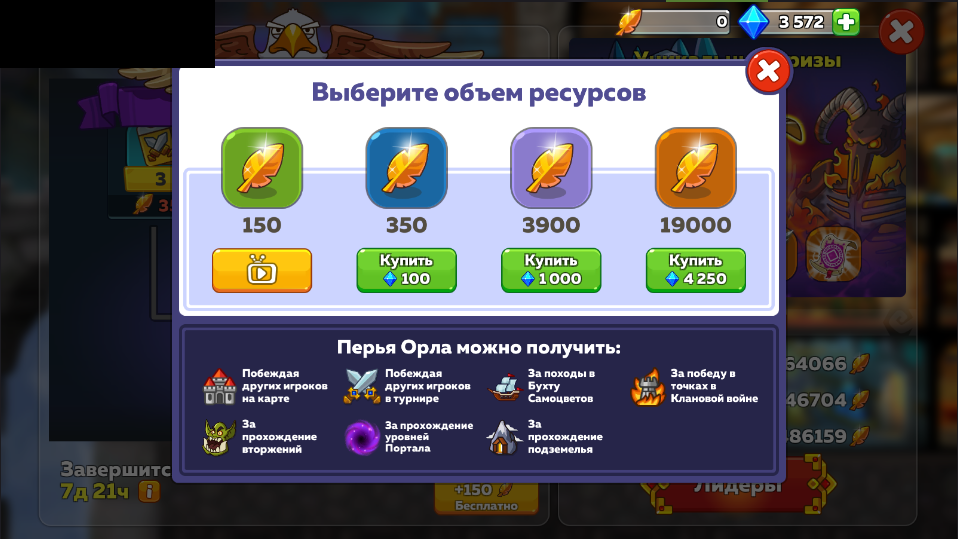 0
3 572
Выберите объем ресурсов
150
350
3900
19000
Купить
100
Купить
1 000
Купить
4 250
Перья Орла можно получить:
Побеждая
других игроков
на карте
Побеждая
других игроков
в турнире
За походы в
Бухту
Самоцветов
За победу в
точках в
Клановой войне
За
прохождение
вторжений
За прохождение
уровней
Портала
За
прохождение
подземелья
3
64066
46704
486159
Завершитс
7д 21ч
+150
Бесплатно
Лидеры